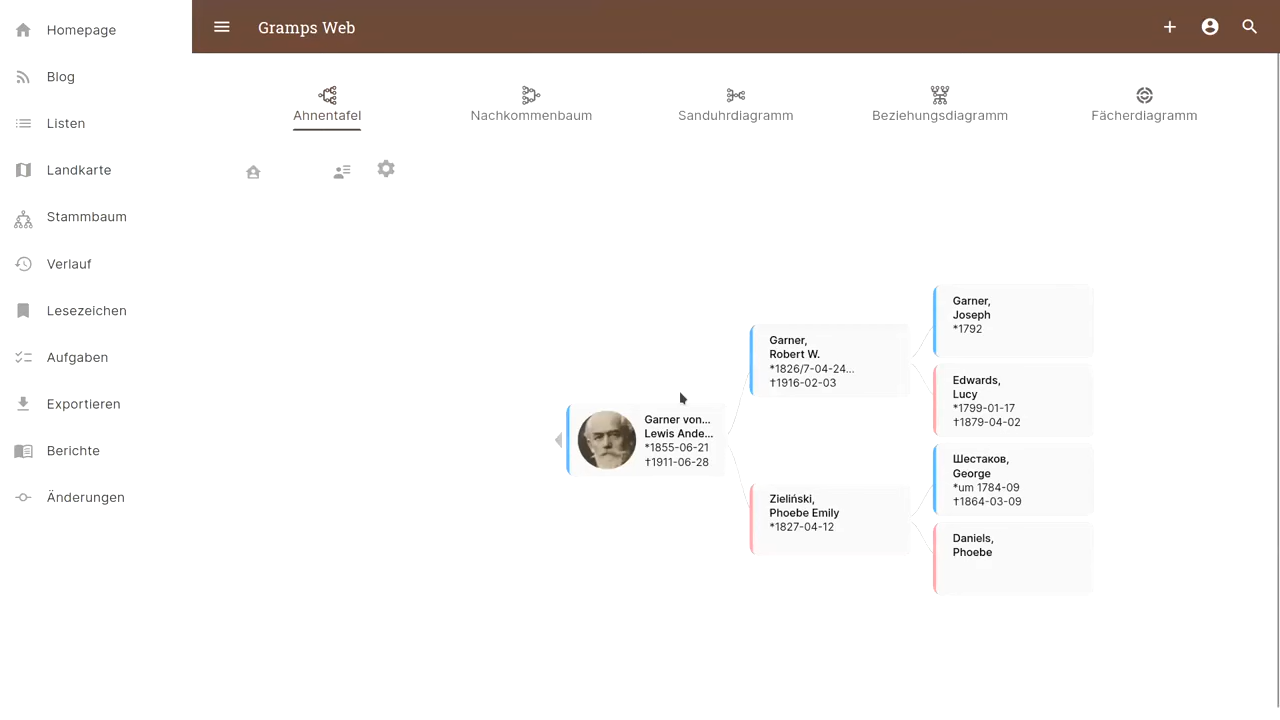 Homepage
Blog
Listen
Landkarte
Stammbaum
Verlauf
Lesezeichen
Aufgaben
Exportieren
Berichte
Änderungen
Gramps Web
Ahnentafel
Nachkommenbaum
Sanduhrdiagramm
Beziehungsdiagramm
Fächerdiagramm
Garner von...
Lewis Ande...
*1855-06-21
†1911-06-28
Garner,
Robert W.
*1826/7-04-24...
†1916-02-03
Zieliński,
Phoebe Emily
*1827-04-12
Garner,
Joseph
*1792
Edwards,
Lucy
*1799-01-17
†1879-04-02
Шестаков,
George
*um 1784-09
†1864-03-09
Daniels,
Phoebe